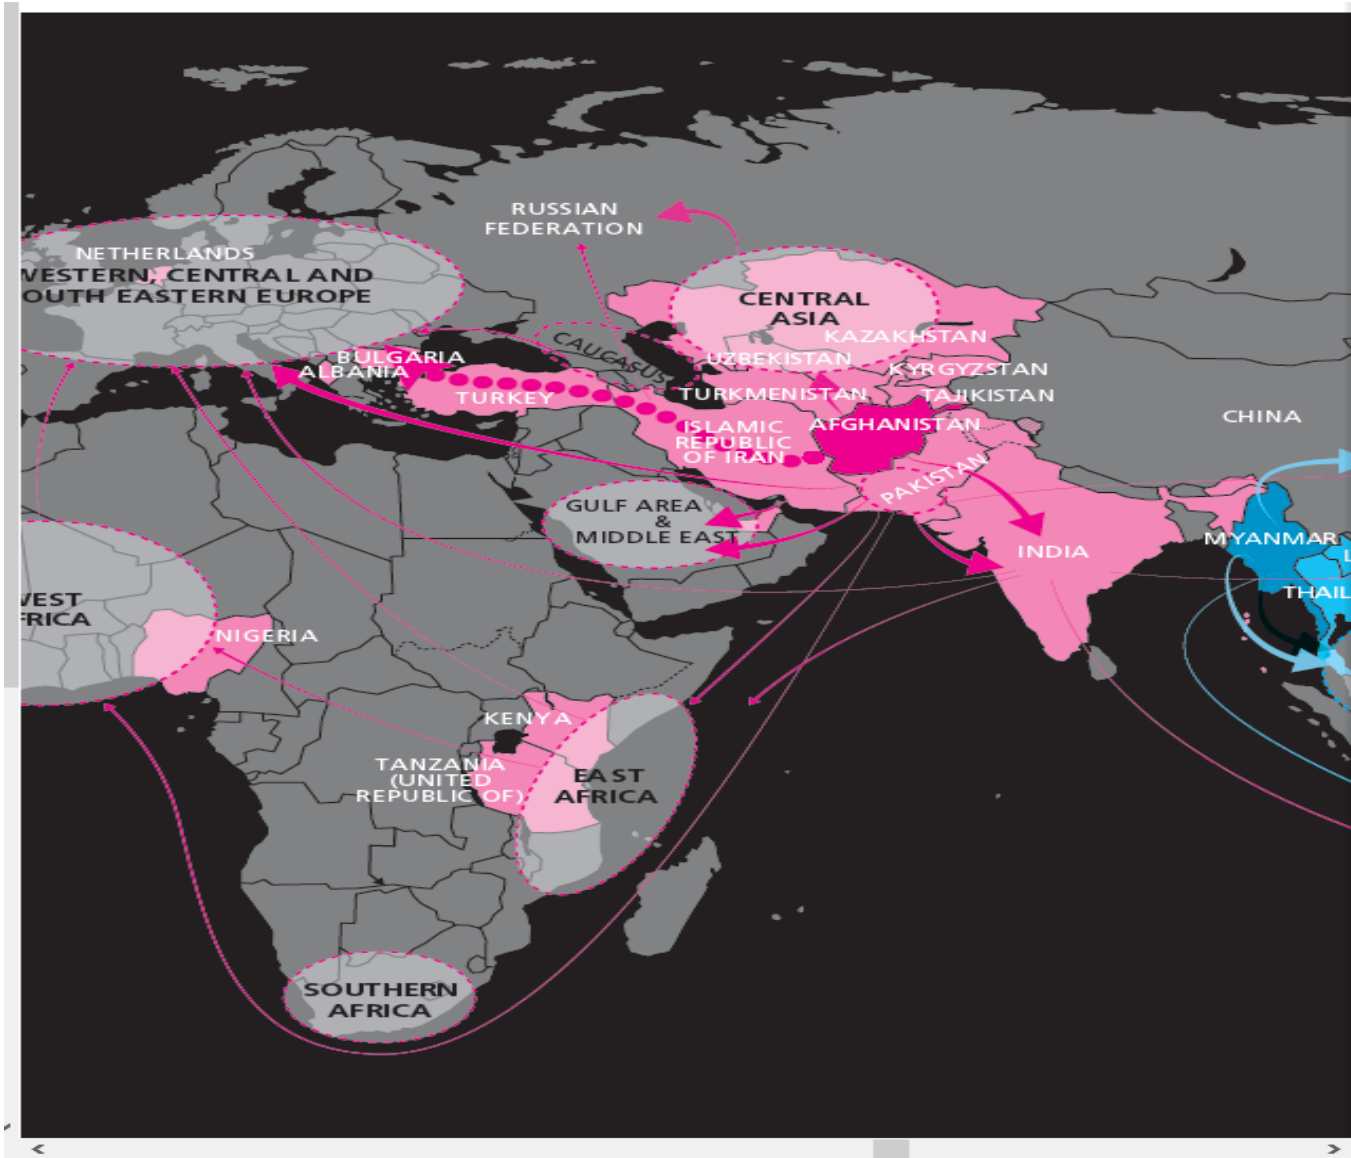 RUSSIAN
FEDERATION
NETHERLANDS
WESTERN, CENTRAL AND
OUTH EASTERN EUROPE
CENTRAL
ASIA
KAZAKHSTAN
CAUCASUS
UZBEKISTAN
BULGARIA
ALBANIA
KYRGYZSTAN
TURKEY
TURKMENISTAN
TAJIKISTAN
CHINA
ISLAMIC
REPUBLIC
OF IRAN
AFGHANISTAN
PAKISTAN
GULF AREA
&
MIDDLE EAST
INDIA
MYANMAR
L
THAIL
WEST
FRICA
NIGERIA
KENYA
TANZANIA
(UNITED
REPUBLIC OF)
EAST
AFRICA
SOUTHERN
AFRICA